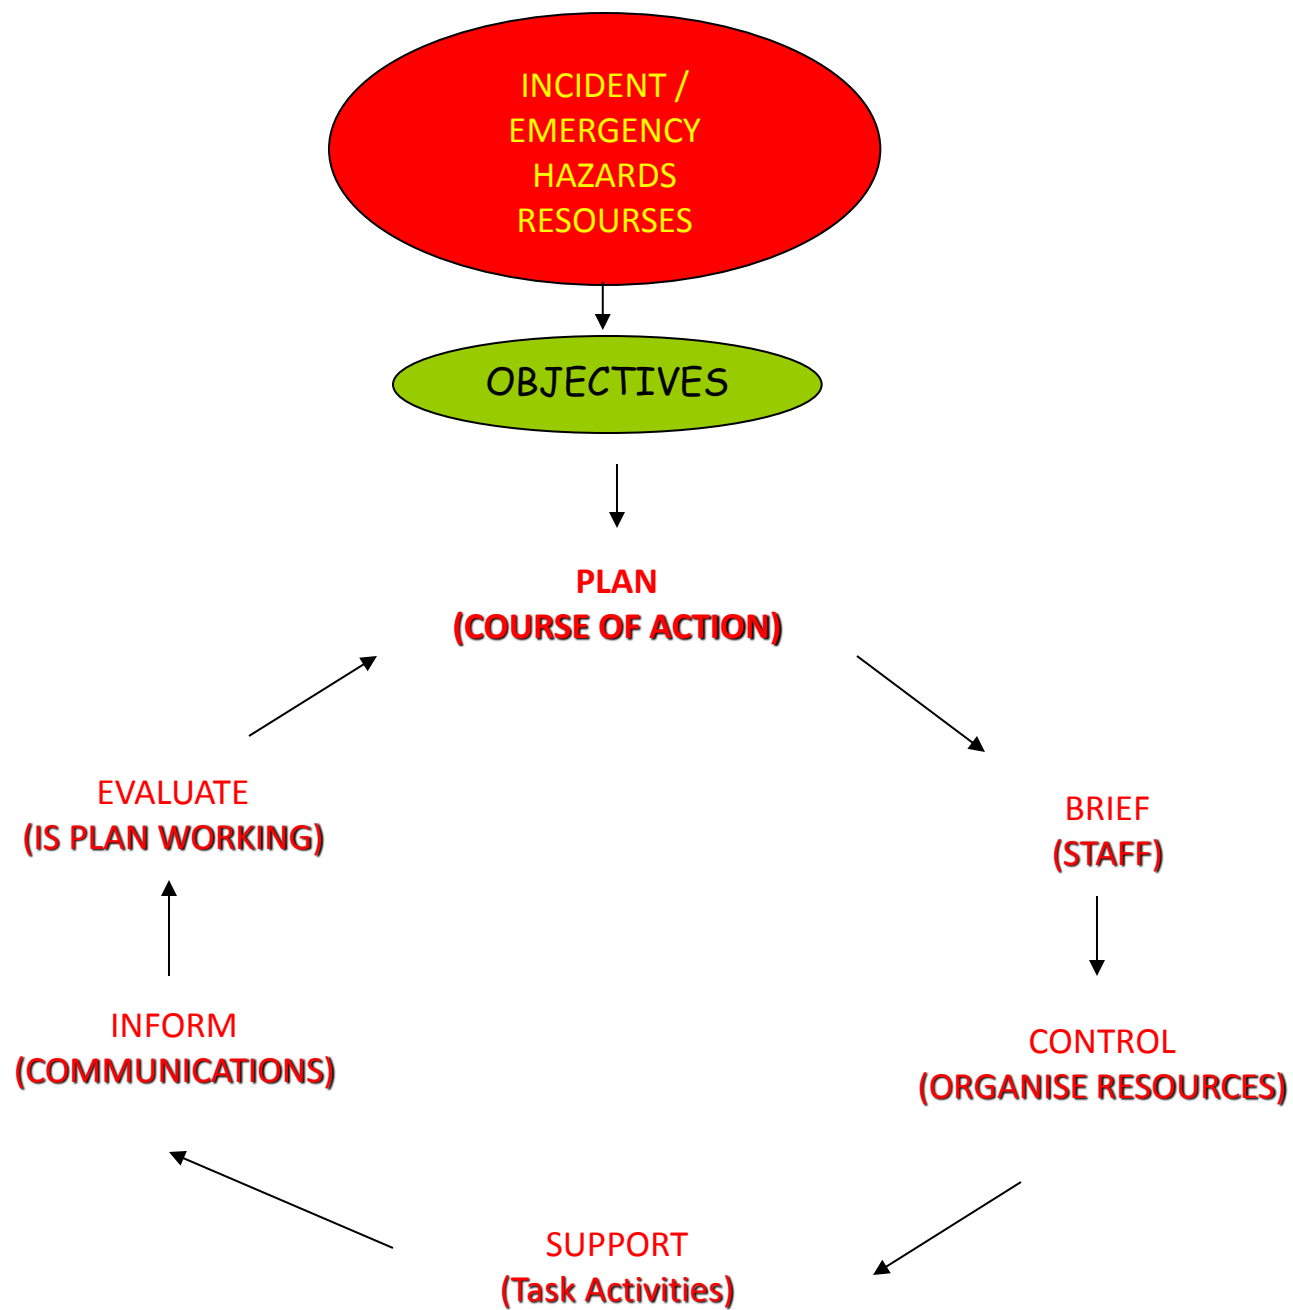 INCIDENT /
EMERGENCY
HAZARDS
RESOURSES
OBJECTIVES
PLAN
(COURSE OF ACTION)
BRIEF
(STAFF)
CONTROL
(ORGANISE RESOURCES)
SUPPORT
(Task Activities)
INFORM
(COMMUNICATIONS)
EVALUATE
(IS PLAN WORKING)